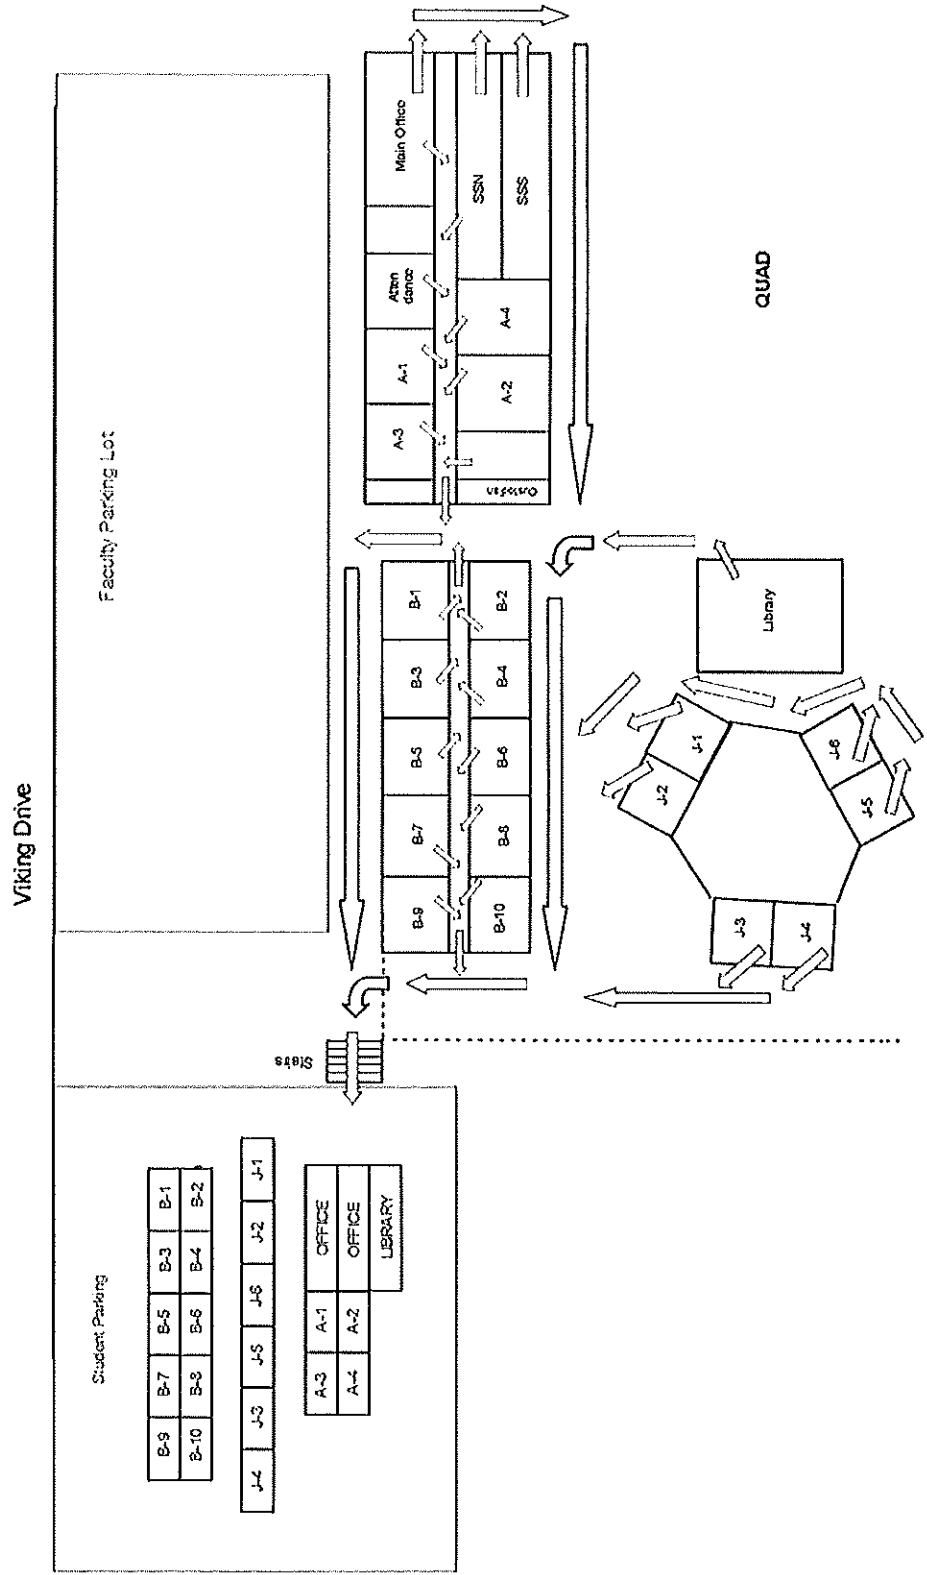 Viking Drive
Faculty Parking Lot
Student Parking
Stairs
QUAD
Main Office
Atten
dance
A-1
A-3
SSN
SSS
A-4
A-2
Custodian
B-1
B-3
B-5
B-7
B-9
B-2
B-4
B-6
B-8
B-10
Library
J-1
J-2
J-3
J-4
J-5
J-6
B-9
B-7
B-5
B-3
B-1
B-10
B-8
B-6
B-4
B-2
J-4
J-3
J-5
J-6
J-2
J-1
A-3
A-1
OFFICE
A-4
A-2
OFFICE
LIBRARY